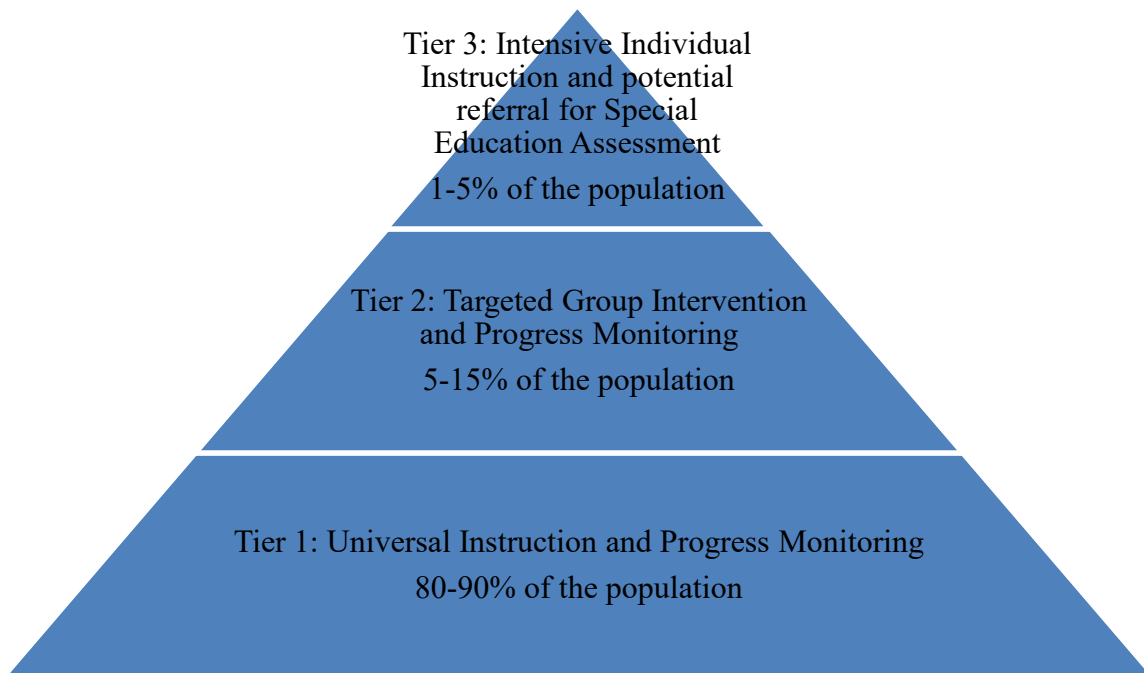 Tier 3: Intensive Individual
Instruction and potential
referral for Special
Education Assessment
1-5% of the population
Tier 2: Targeted Group Intervention
and Progress Monitoring
5-15% of the population
Tier 1: Universal Instruction and Progress Monitoring
80-90% of the population